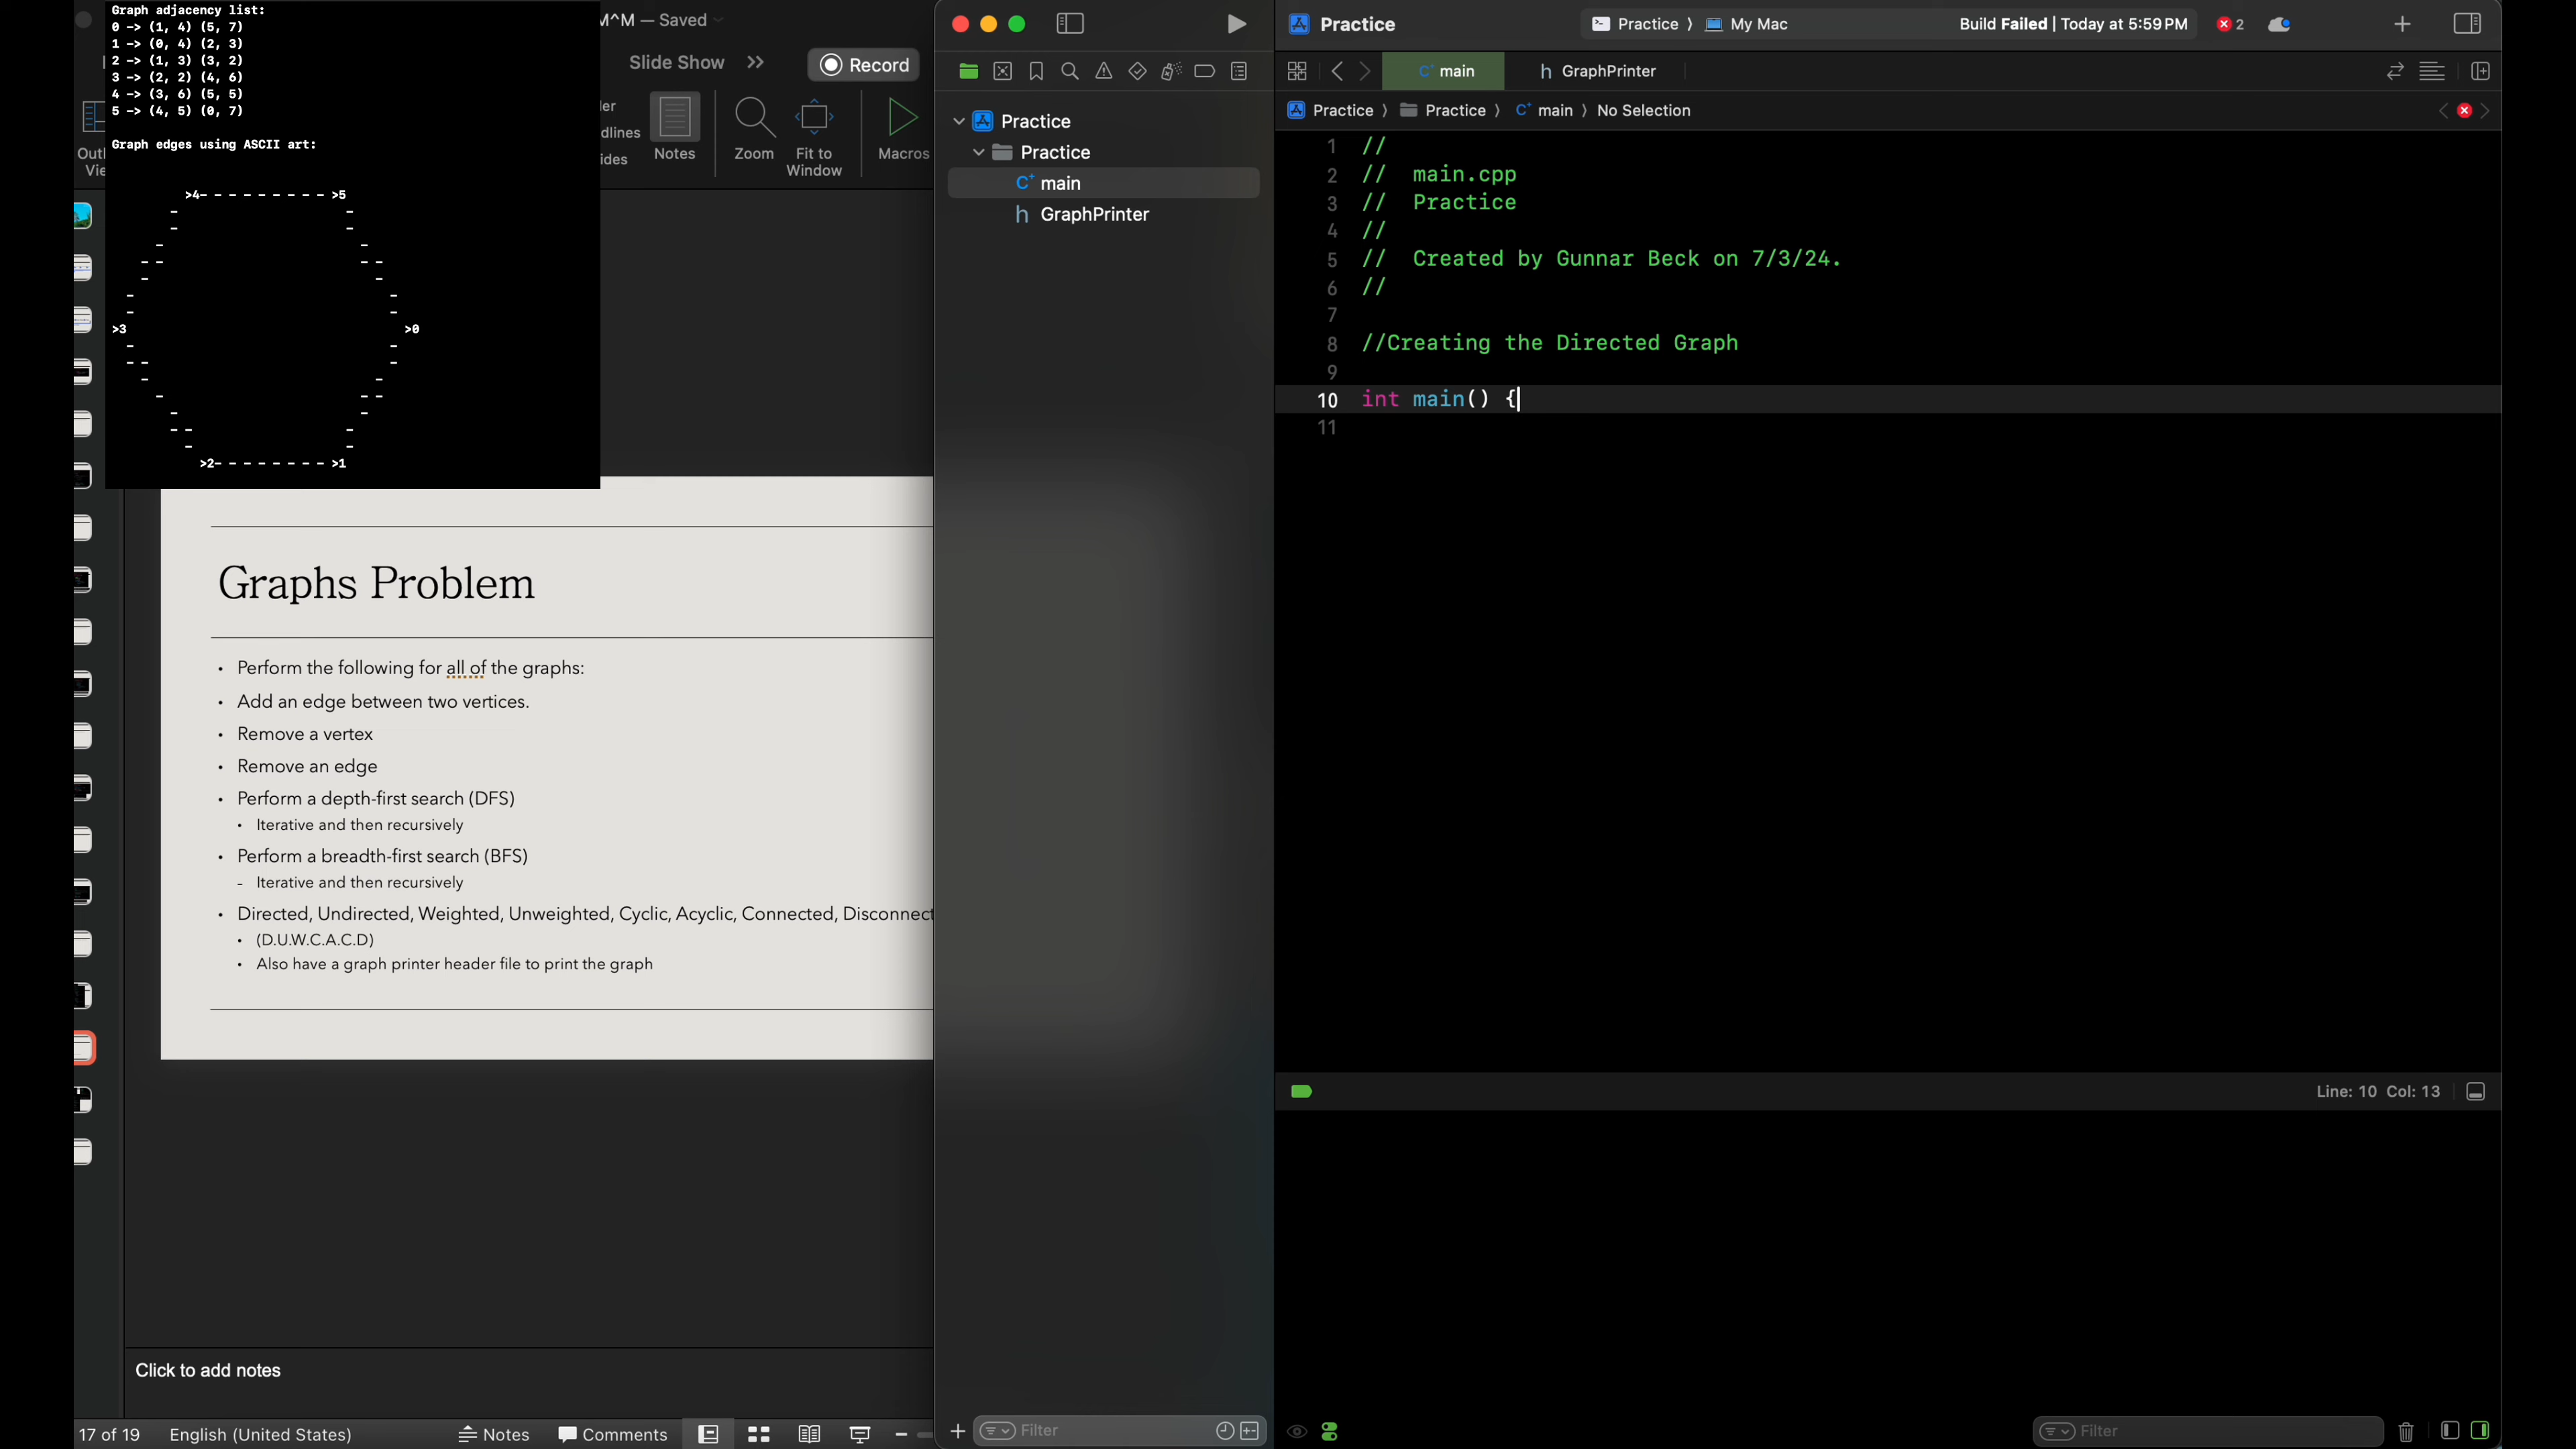 Graph adjacency list:
0 -> (1, 4) (5, 7)
1 -> (0, 4) (2, 3)
2 -> (1, 3) (3, 2)
3 -> (2, 2) (4, 6)
4 -> (3, 6) (5, 5)
5 -> (4, 5) (0, 7)
Graph edges using ASCII art:
>4- - - - - - - - - >5
>3 >0
>2- - - - - - - - >1
M^M — Saved
Slide Show >> Record
Notes
Zoom
Fit to
Window
Macros
Graphs Problem
• Perform the following for all of the graphs:
• Add an edge between two vertices.
• Remove a vertex
• Remove an edge
• Perform a depth-first search (DFS)
• Iterative and then recursively
• Perform a breadth-first search (BFS)
- Iterative and then recursively
• Directed, Undirected, Weighted, Unweighted, Cyclic, Acyclic, Connected, Disconnect
• (D.U.W.C.A.C.D)
• Also have a graph printer header file to print the graph
Click to add notes
17 of 19 English (United States) Notes Comments
Practice
Practice
C+ main
h GraphPrinter
Filter
Practice Practice ⟩ My Mac Build Failed | Today at 5:59 PM 2
C+ main h GraphPrinter
Practice ⟩ Practice ⟩ C+ main ⟩ No Selection
1 //
2 // main.cpp
3 // Practice
4 //
5 // Created by Gunnar Beck on 7/3/24.
6 //
7
8 //Creating the Directed Graph
9
10 int main() {
11
Line: 10 Col: 13
Filter